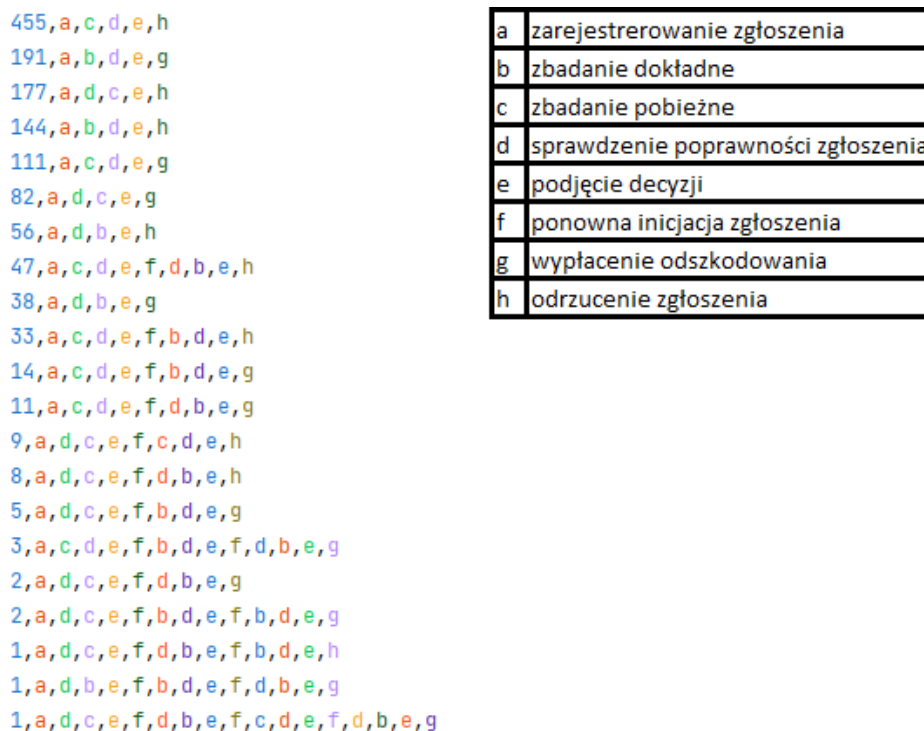 455,a,c,d,e,h
191,a,b,d,e,g
177,a,d,c,e,h
144,a,b,d,e,h
111,a,c,d,e,g
82,a,d,c,e,g
56,a,d,b,e,h
47,a,c,d,e,f,d,b,e,h
38,a,d,b,e,g
33,a,c,d,e,f,b,d,e,h
14,a,c,d,e,f,b,d,e,g
11,a,c,d,e,f,d,b,e,g
9,a,d,c,e,f,c,d,e,h
8,a,d,c,e,f,d,b,e,h
5,a,d,c,e,f,b,d,e,g
3,a,c,d,e,f,b,d,e,f,d,b,e,g
2,a,d,c,e,f,d,b,e,g
2,a,d,c,e,f,b,d,e,f,b,d,e,g
1,a,d,c,e,f,d,b,e,f,b,d,e,h
1,a,d,b,e,f,b,d,e,f,d,b,e,g
1,a,d,c,e,f,d,b,e,f,c,d,e,f,d,b,e,g
a zarejestrerowanie zgłoszenia
b zbadanie dokładne
c zbadanie pobieżne
d sprawdzenie poprawności zgłoszenia
e podjęcie decyzji
f ponowna inicjacja zgłoszenia
g wypłacenie odszkodowania
h odrzucenie zgłoszenia